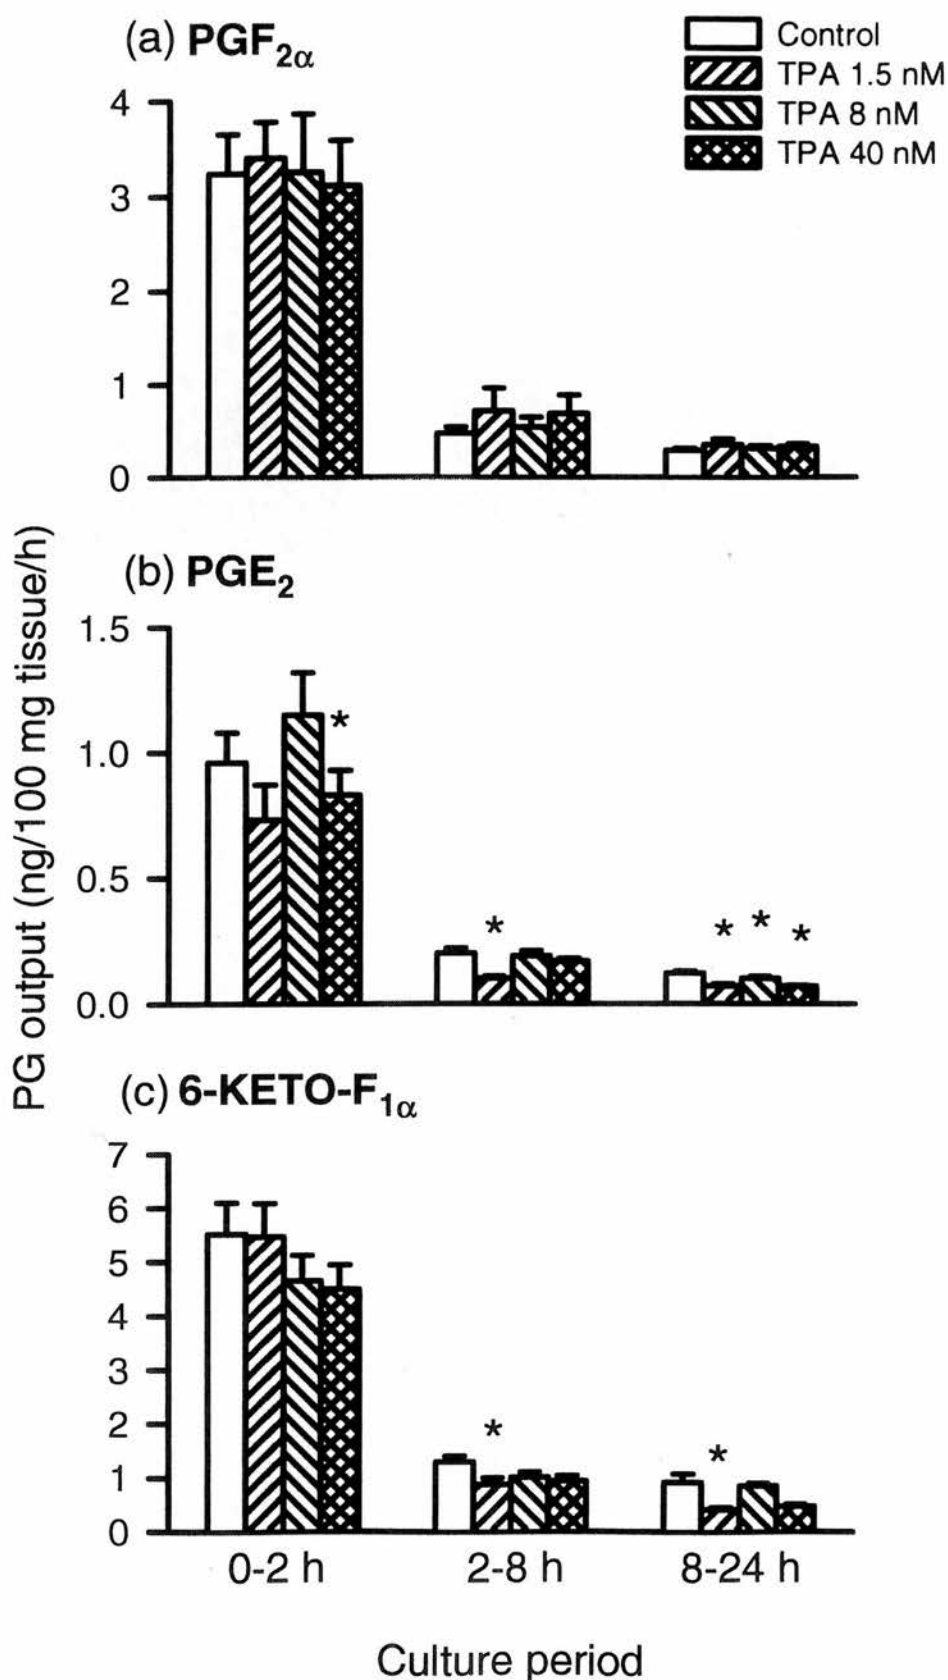 (a) PGF2α
Control
TPA 1.5 nM
TPA 8 nM
TPA 40 nM
4
3
2
1
0
PG output (ng/100 mg tissue/h)
(b) PGE2
1.5
1.0
0.5
0.0
*
*
*
*
*
(c) 6-KETO-F1α
7
6
5
4
3
2
1
0
*
*
0-2 h
2-8 h
8-24 h
Culture period